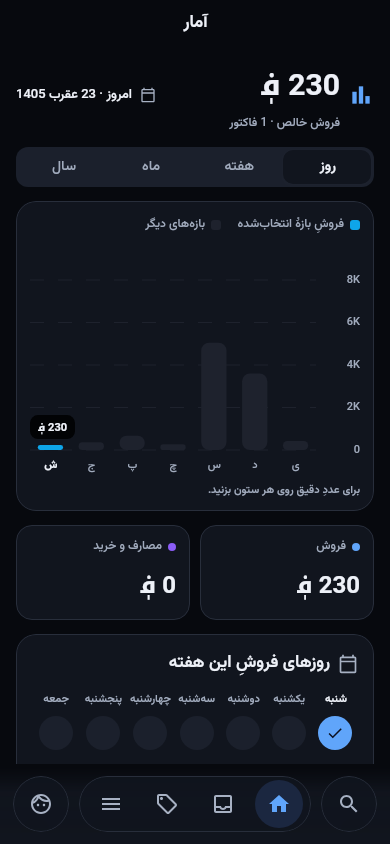 آمار
230 ؋
فروش خالص · 1 فاکتور
امروز · 23 عقرب 1405
روز
هفته
ماه
سال
فروشِ بازهٔ انتخاب‌شده
بازه‌های دیگر
8K
6K
4K
2K
0
230 ؋
ی
د
س
چ
پ
ج
ش
برای عددِ دقیق روی هر ستون بزنید.
فروش
230 ؋
مصارف و خرید
0 ؋
روزهای فروشِ این هفته
شنبه
یکشنبه
دوشنبه
سه‌شنبه
چهارشنبه
پنجشنبه
جمعه